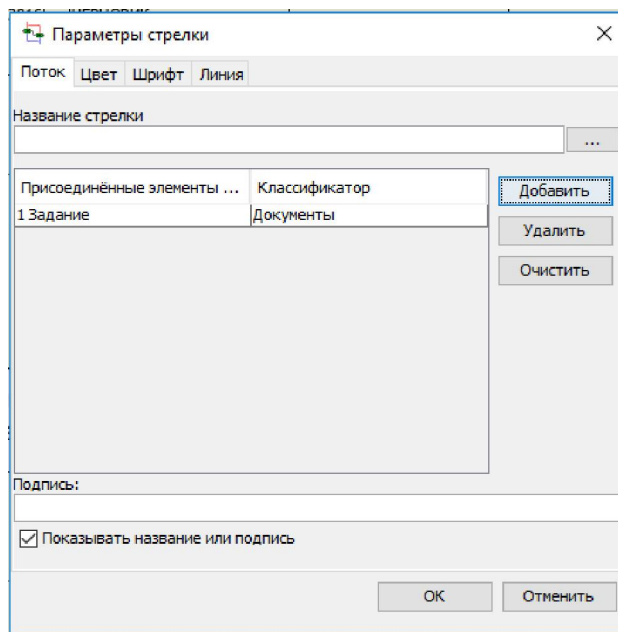 Параметры стрелки
Поток Цвет Шрифт Линия
Название стрелки
...
Присоединённые элементы ... Классификатор
1 Задание Документы
Добавить
Удалить
Очистить
Подпись:
Показывать название или подпись
OK Отменить